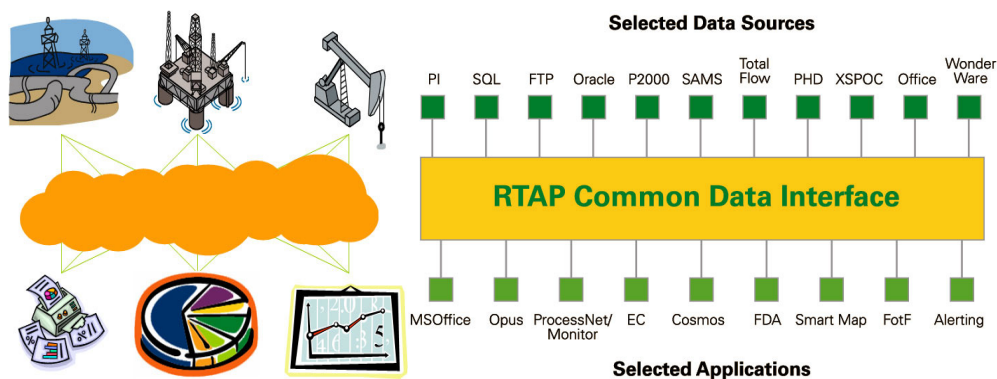 Selected Data Sources
PI SQL FTP Oracle P2000 SAMS Total Flow PHD XSPOC Office Wonder Ware
RTAP Common Data Interface
MSOffice Opus ProcessNet/ Monitor EC Cosmos FDA Smart Map FotF Alerting
Selected Applications